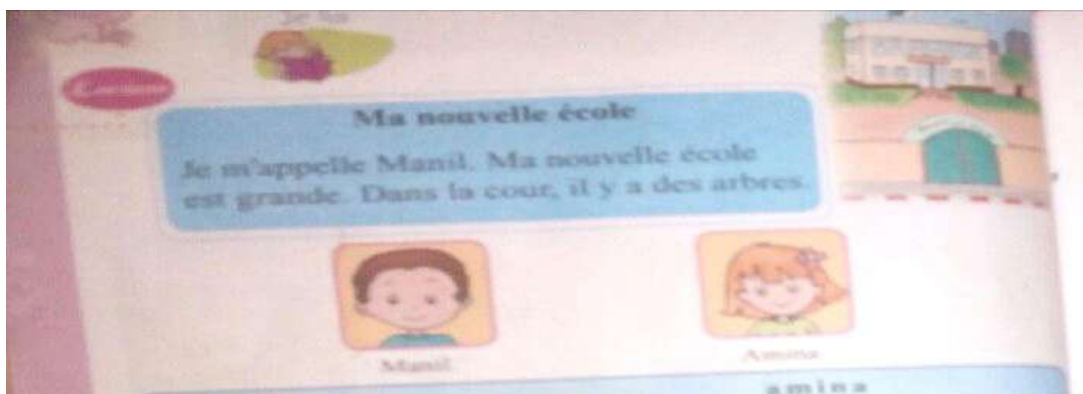 Ma nouvelle école
Je m'appelle Manil. Ma nouvelle école
est grande. Dans la cour, il y a des arbres.
Manil
Amina
amina